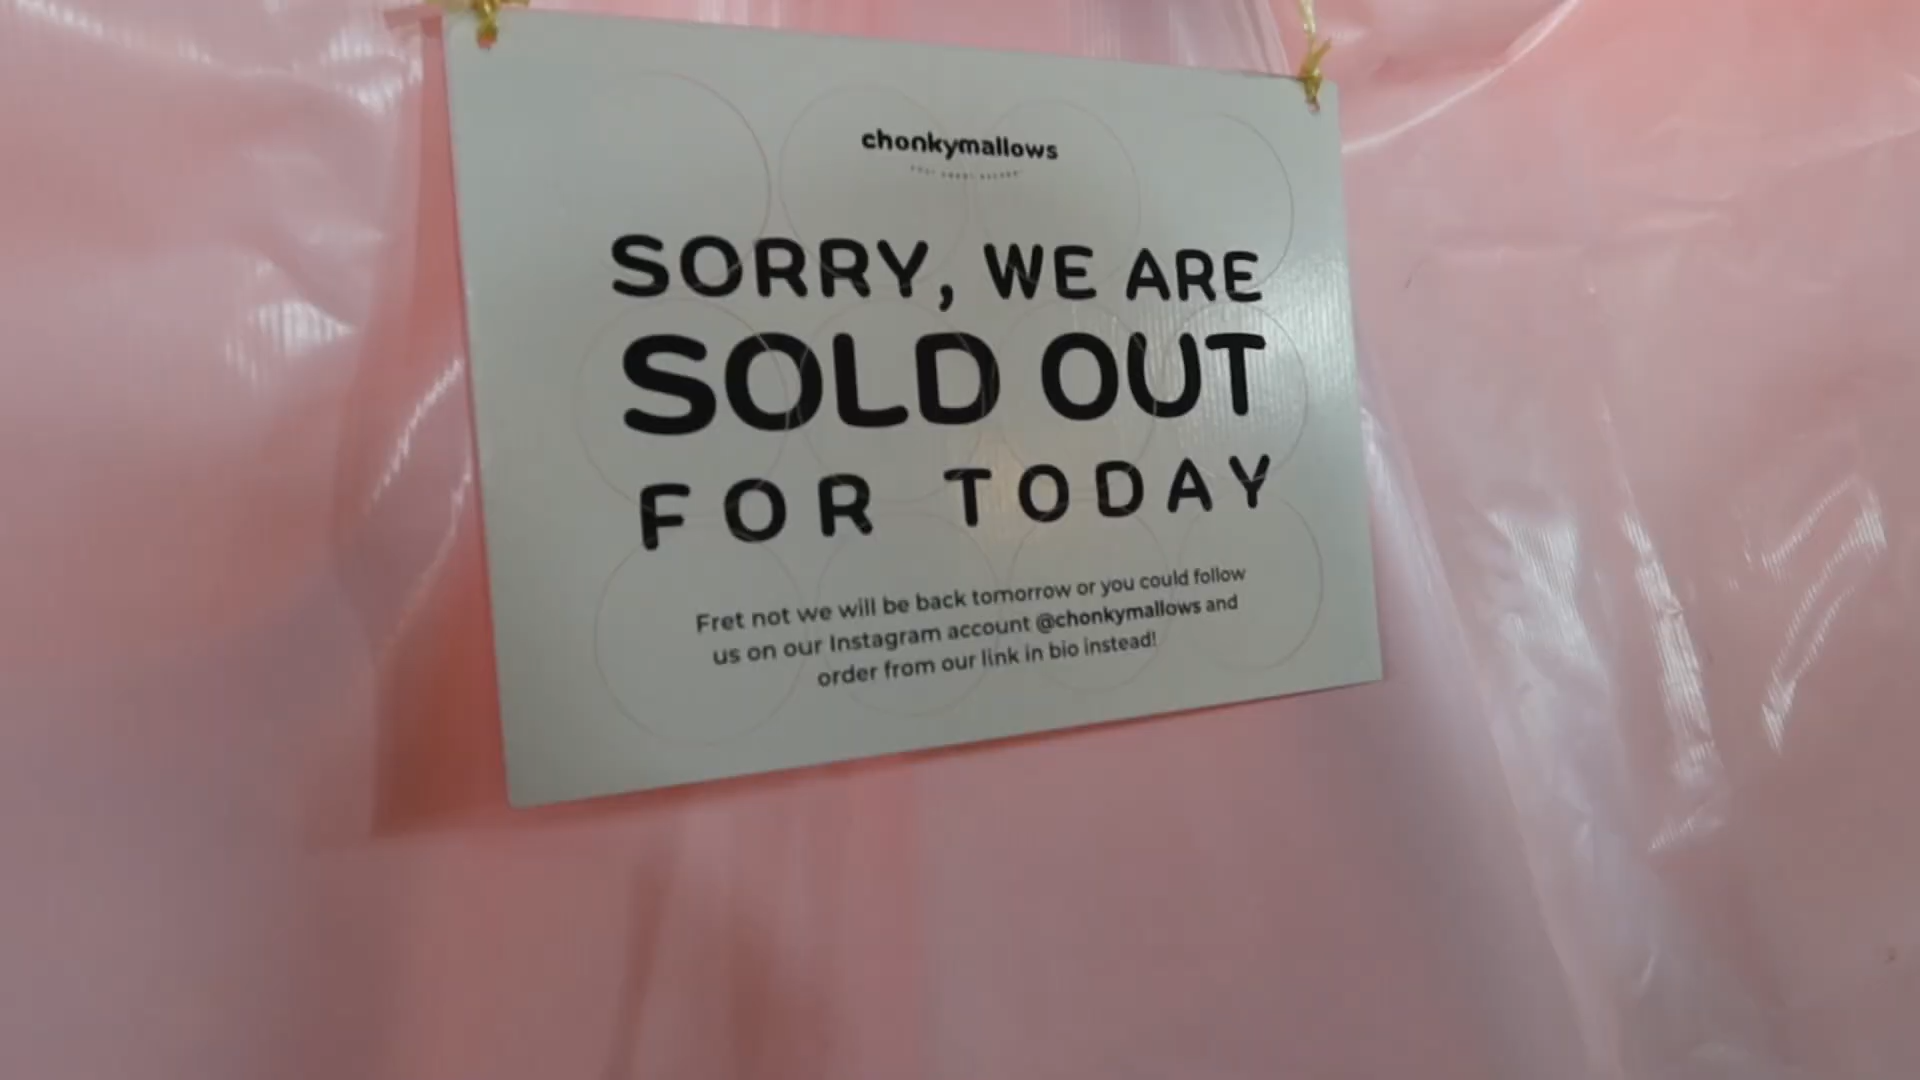 chonkymallows
SORRY, WE ARE
SOLD OUT
FOR TODAY
Fret not we will be back tomorrow or you could follow
us on our Instagram account @chonkymallows and
order from our link in bio instead!